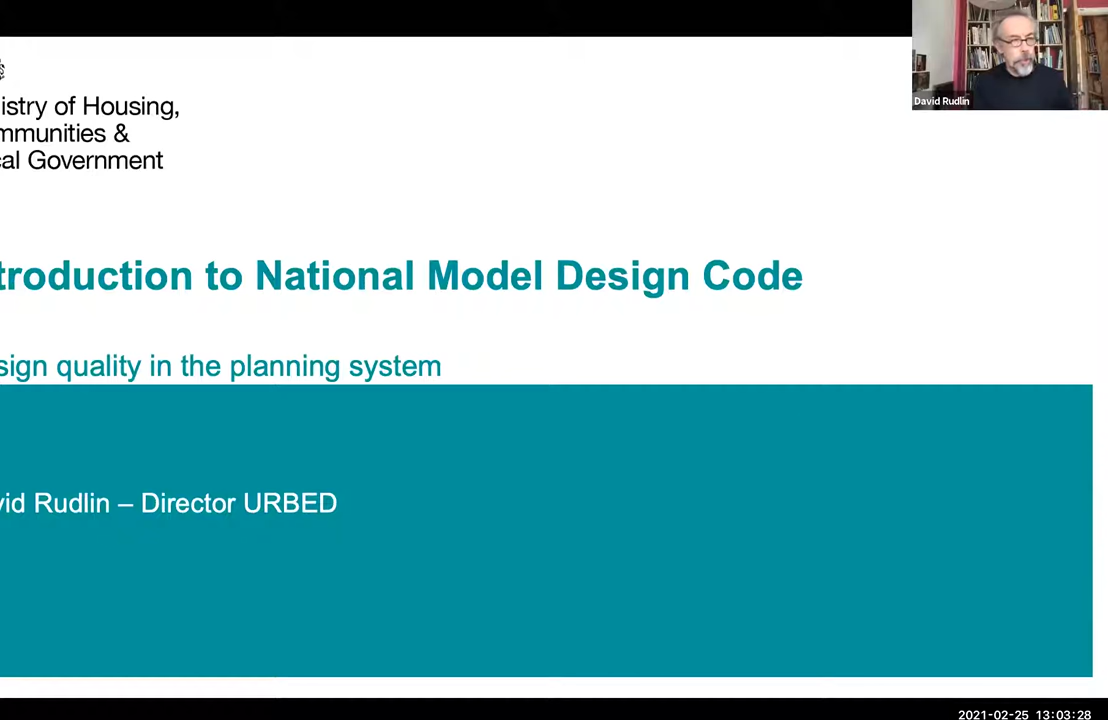 David Rudlin
istry of Housing,
mmunities &
al Government
troduction to National Model Design Code
sign quality in the planning system
vid Rudlin – Director URBED
2021-02-25 13:03:28